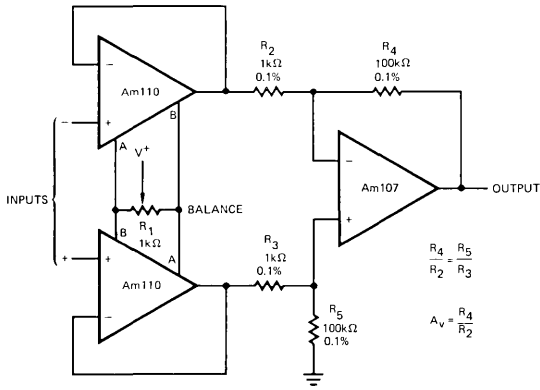 R2
1kΩ
0.1%
R4
100kΩ
0.1%
−
Am110
B
− +
A
V+
INPUTS
R1
1kΩ
BALANCE
B
A
+ +
Am110
−
R3
1kΩ
0.1%
R5
100kΩ
0.1%
−
Am107
+
OUTPUT
R4/R2 = R5/R3
Av = R4/R2